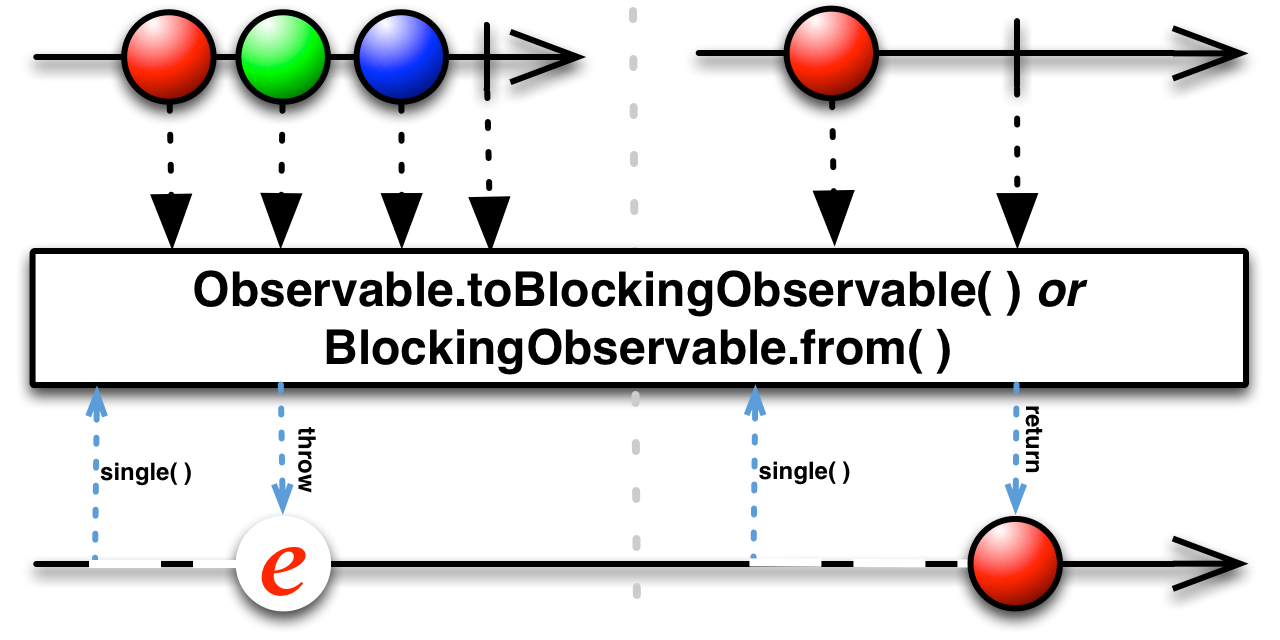 Observable.toBlockingObservable( ) or
BlockingObservable.from( )
single( )
throw
single( )
return
e